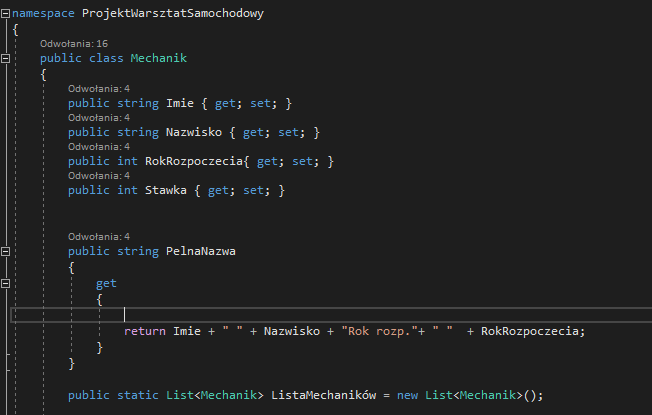 namespace ProjektWarsztatSamochodowy
{
Odwołania: 16
public class Mechanik
{
Odwołania: 4
public string Imie { get; set; }
Odwołania: 4
public string Nazwisko { get; set; }
Odwołania: 4
public int RokRozpoczecia{ get; set; }
Odwołania: 4
public int Stawka { get; set; }
Odwołania: 4
public string PelnaNazwa
{
get
{
return Imie + " " + Nazwisko + "Rok rozp."+ " "  + RokRozpoczecia;
}
}
public static List<Mechanik> ListaMechaników = new List<Mechanik>();